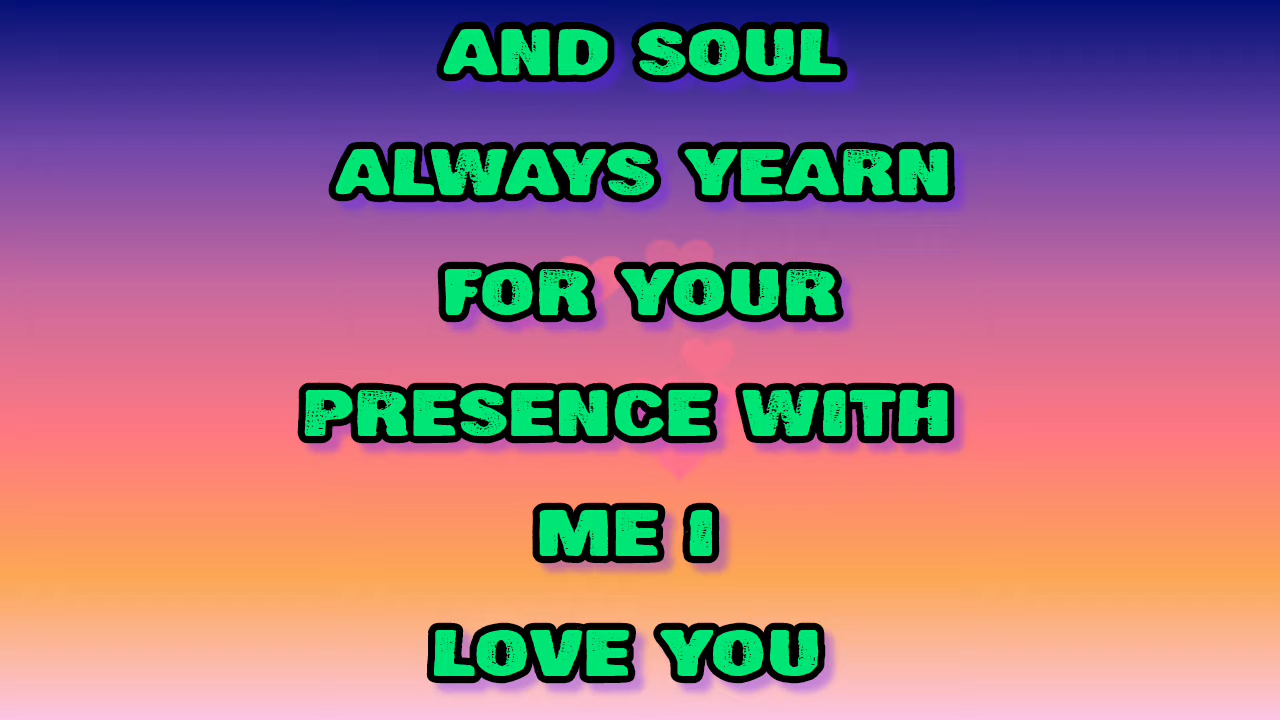 AND SOUL
ALWAYS YEARN
FOR YOUR
PRESENCE WITH
ME I
LOVE YOU